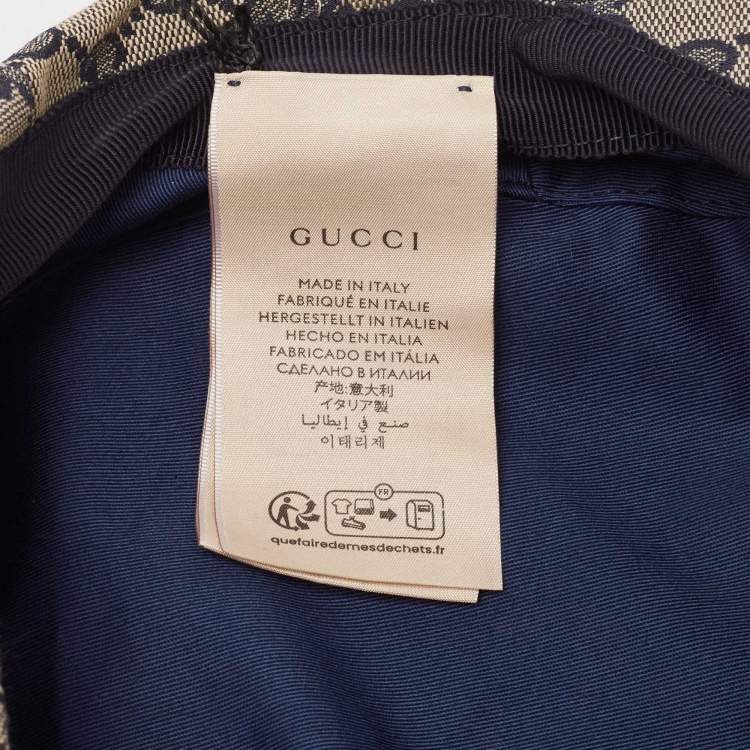 GUCCI
MADE IN ITALY
FABRIQUÉ EN ITALIE
HERGESTELLT IN ITALIEN
HECHO EN ITALIA
FABRICADO EM ITÁLIA
СДЕЛАНО В ИТАЛИИ
产地:意大利
イタリア製
صنع في إيطاليا
이태리제
FR
quefairedemesdechets.fr